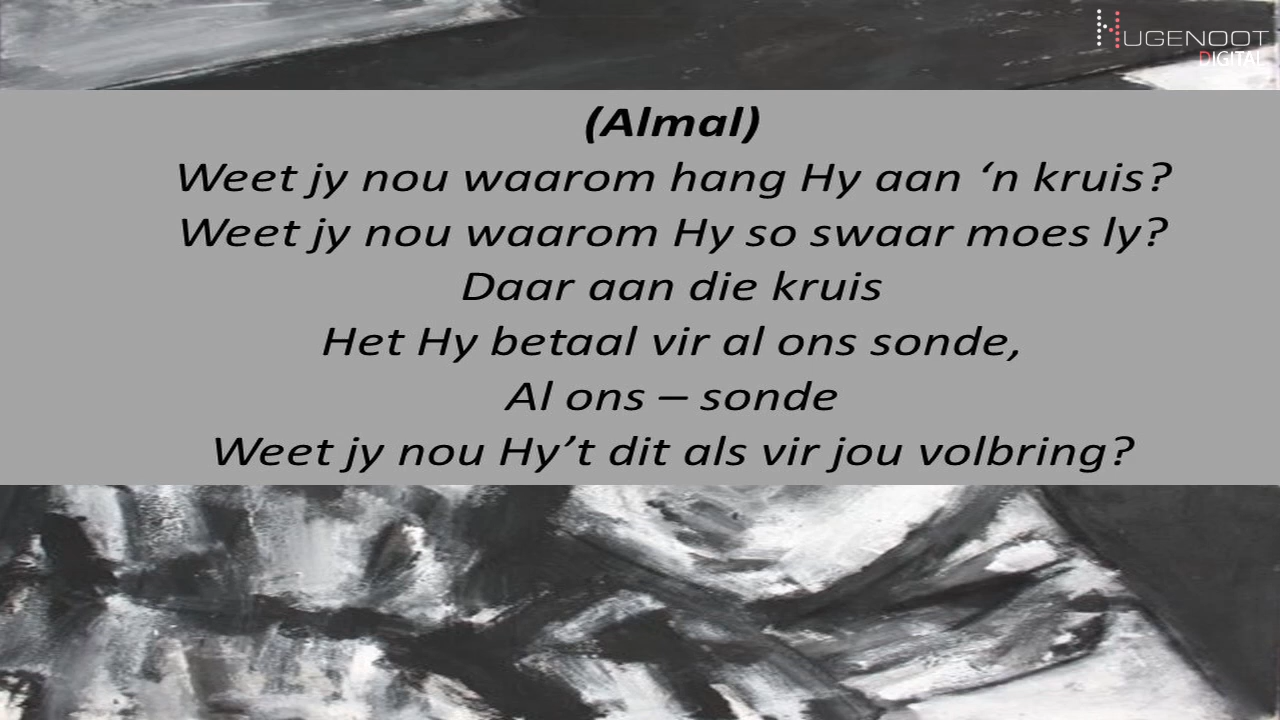 HUGENOOT
DIGITAL
(Almal)
Weet jy nou waarom hang Hy aan ‘n kruis?
Weet jy nou waarom Hy so swaar moes ly?
Daar aan die kruis
Het Hy betaal vir al ons sonde,
Al ons – sonde
Weet jy nou Hy’t dit als vir jou volbring?